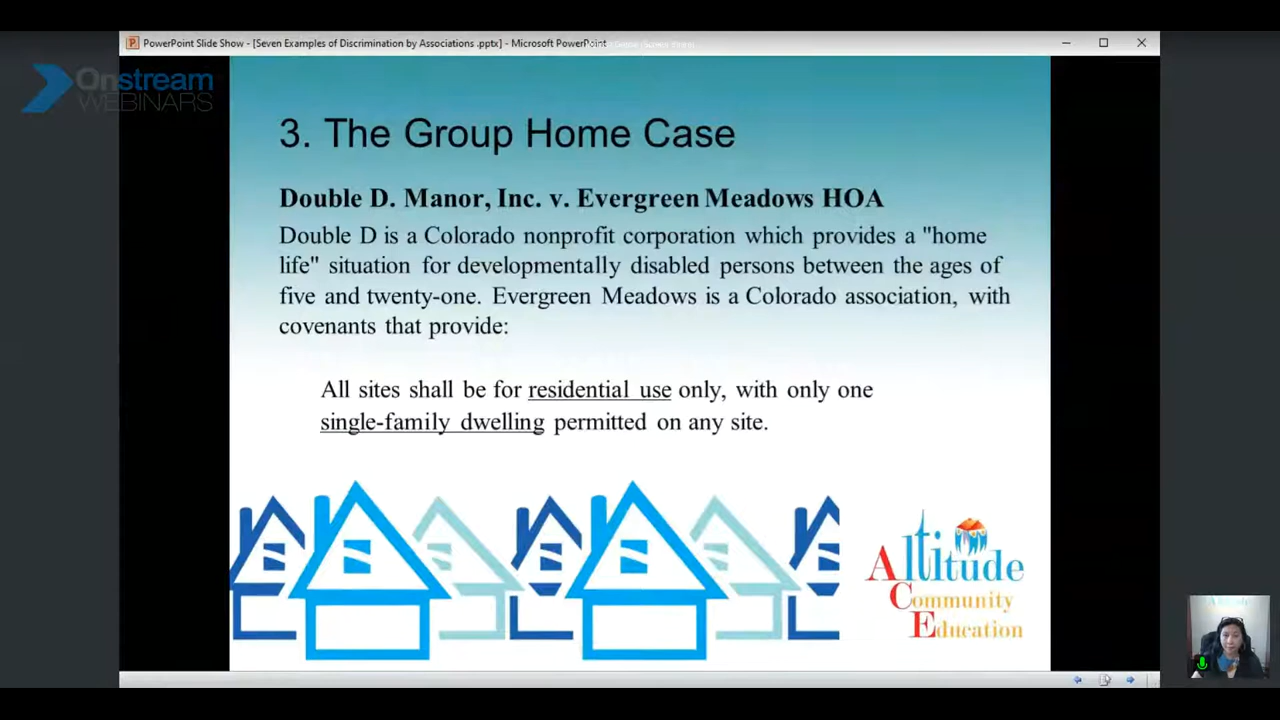 PowerPoint Slide Show - [Seven Examples of Discrimination by Associations .pptx] - Microsoft PowerPoint
Onstream
WEBINARS
3. The Group Home Case
Double D. Manor, Inc. v. Evergreen Meadows HOA
Double D is a Colorado nonprofit corporation which provides a "home
life" situation for developmentally disabled persons between the ages of
five and twenty-one. Evergreen Meadows is a Colorado association, with
covenants that provide:
All sites shall be for residential use only, with only one
single-family dwelling permitted on any site.
Altitude
Community
Education